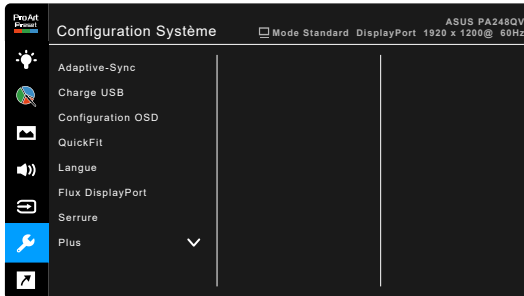 ProArt
Preset
Configuration Système
ASUS PA248QV
Mode Standard DisplayPort 1920 x 1200@ 60Hz
Adaptive-Sync
Charge USB
Configuration OSD
QuickFit
Langue
Flux DisplayPort
Serrure
Plus